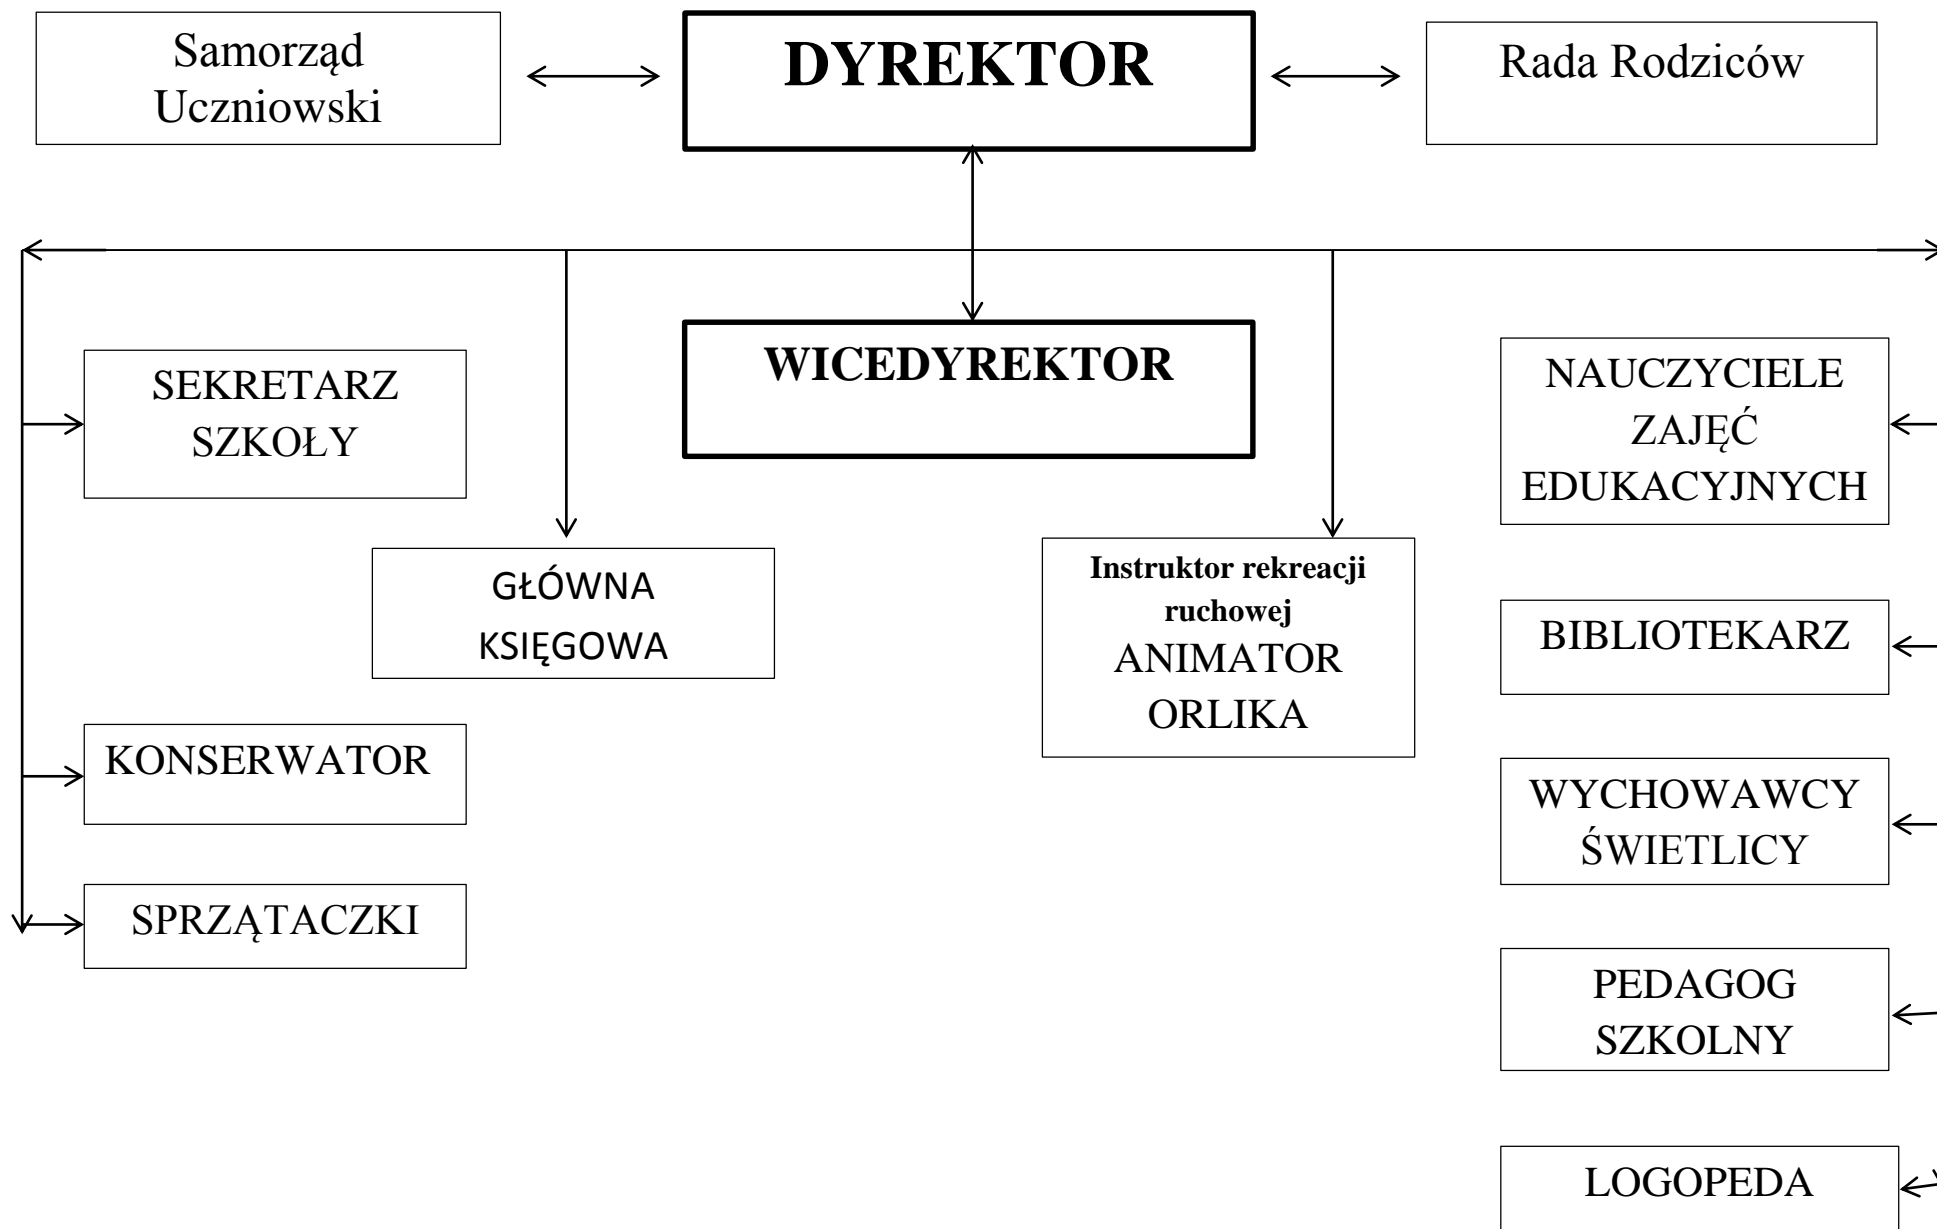 Samorząd
Uczniowski
DYREKTOR
Rada Rodziców
WICEDYREKTOR
SEKRETARZ
SZKOŁY
NAUCZYCIELE
ZAJĘĆ
EDUKACYJNYCH
GŁÓWNA
KSIĘGOWA
Instruktor rekreacji
ruchowej
ANIMATOR
ORLIKA
BIBLIOTEKARZ
KONSERWATOR
WYCHOWAWCY
ŚWIETLICY
SPRZĄTACZKI
PEDAGOG
SZKOLNY
LOGOPEDA